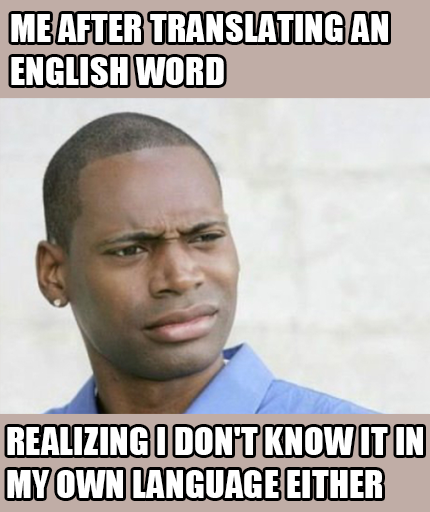 ME AFTER TRANSLATING AN
ENGLISH WORD
REALIZING I DON'T KNOW IT IN
MY OWN LANGUAGE EITHER